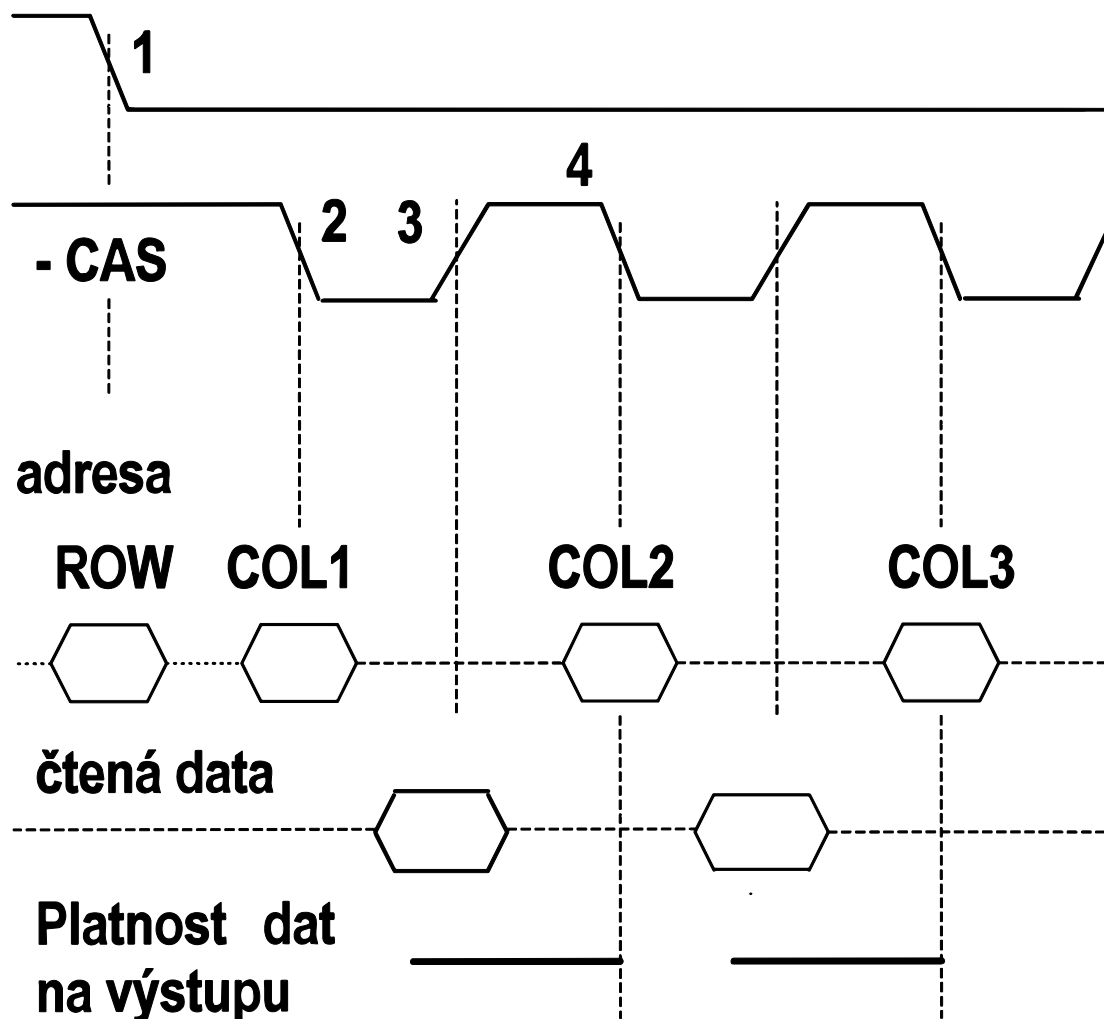 1
4
2 3
- CAS
adresa
ROW COL1 COL2 COL3
čtená data
Platnost dat
na výstupu